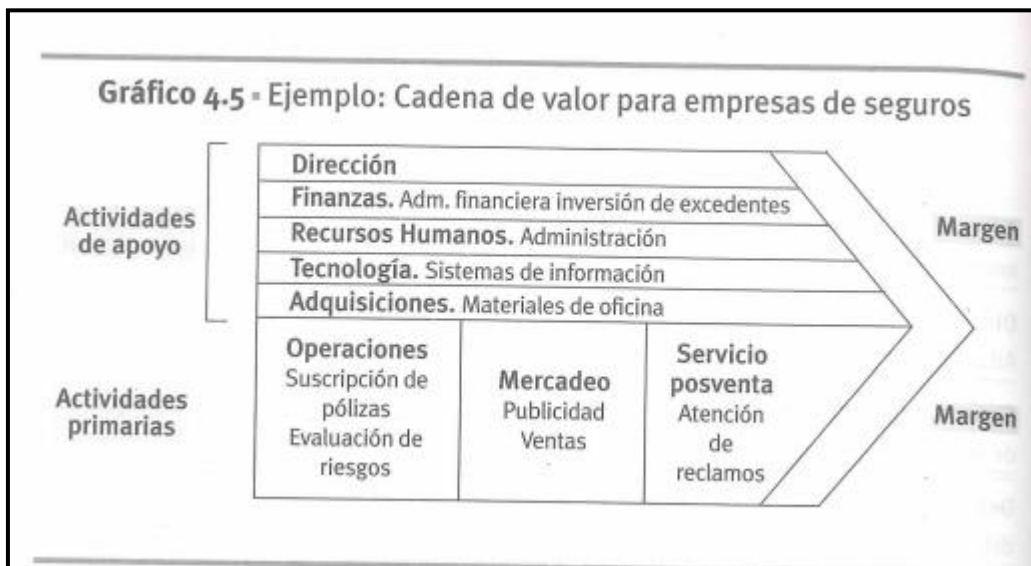 Gráfico 4.5 ▪ Ejemplo: Cadena de valor para empresas de seguros
Actividades
de apoyo
Dirección
Finanzas. Adm. financiera inversión de excedentes
Recursos Humanos. Administración
Tecnología. Sistemas de información
Adquisiciones. Materiales de oficina
Margen
Actividades
primarias
Operaciones
Suscripción de
pólizas
Evaluación de
riesgos
Mercadeo
Publicidad
Ventas
Servicio
posventa
Atención
de
reclamos
Margen